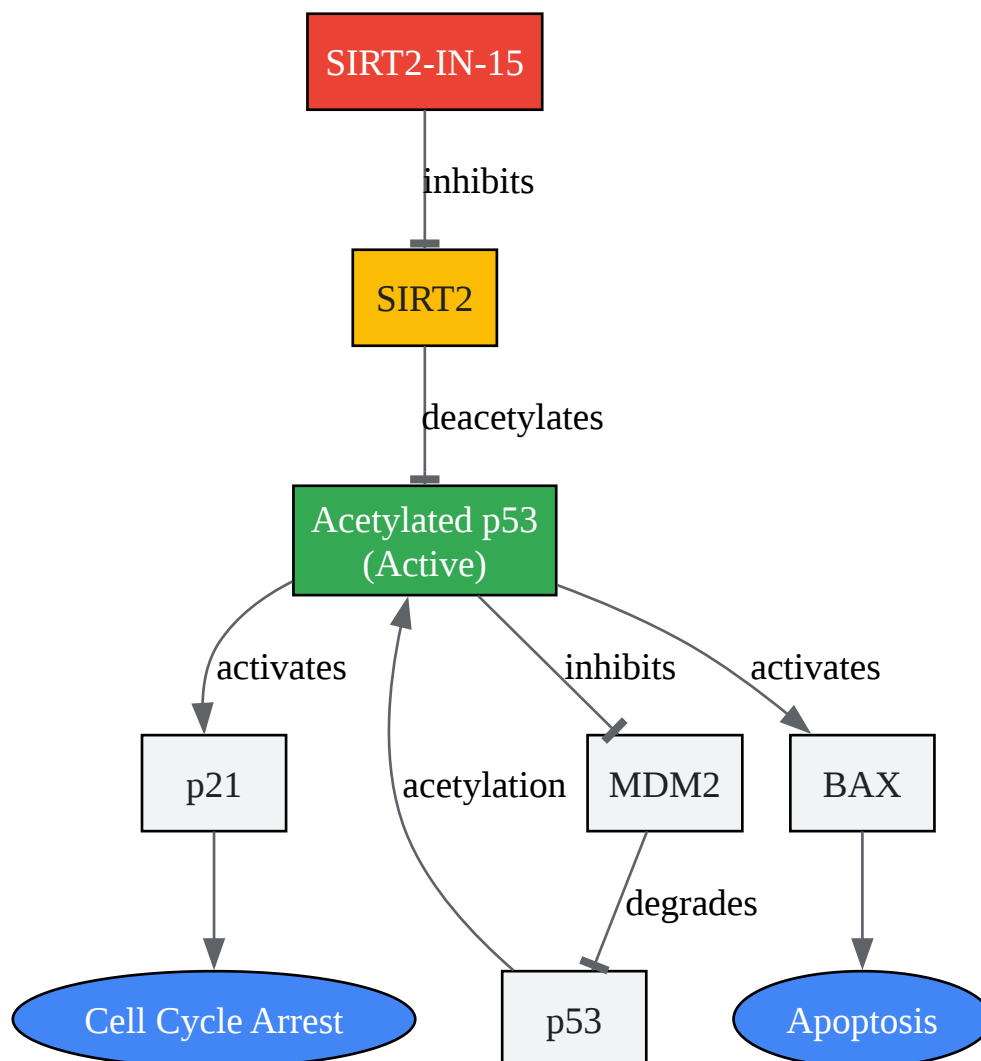 SIRT2-IN-15
inhibits
SIRT2
deacetylates
Acetylated p53
(Active)
activates
inhibits
activates
p21
acetylation
MDM2
BAX
degrades
Cell Cycle Arrest
p53
Apoptosis